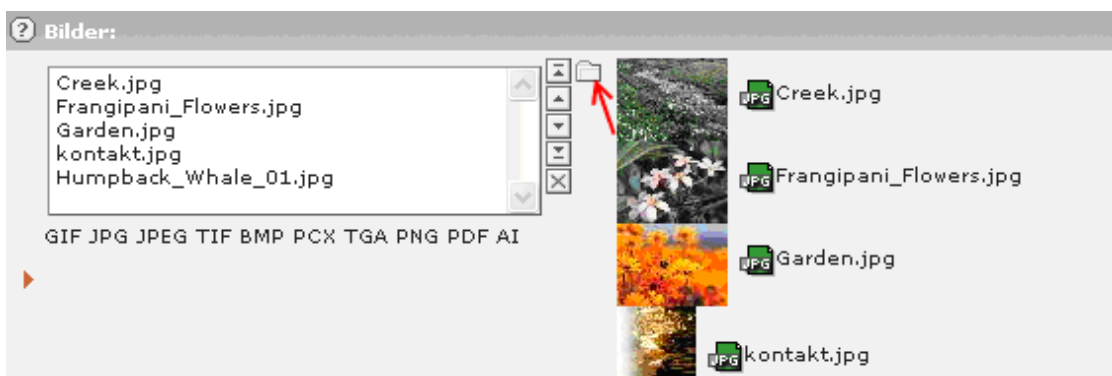 Bilder:
Creek.jpg
Frangipani_Flowers.jpg
Garden.jpg
kontakt.jpg
Humpback_Whale_01.jpg
GIF JPG JPEG TIF BMP PCX TGA PNG PDF AI
JPG Creek.jpg
JPG Frangipani_Flowers.jpg
JPG Garden.jpg
JPG kontakt.jpg